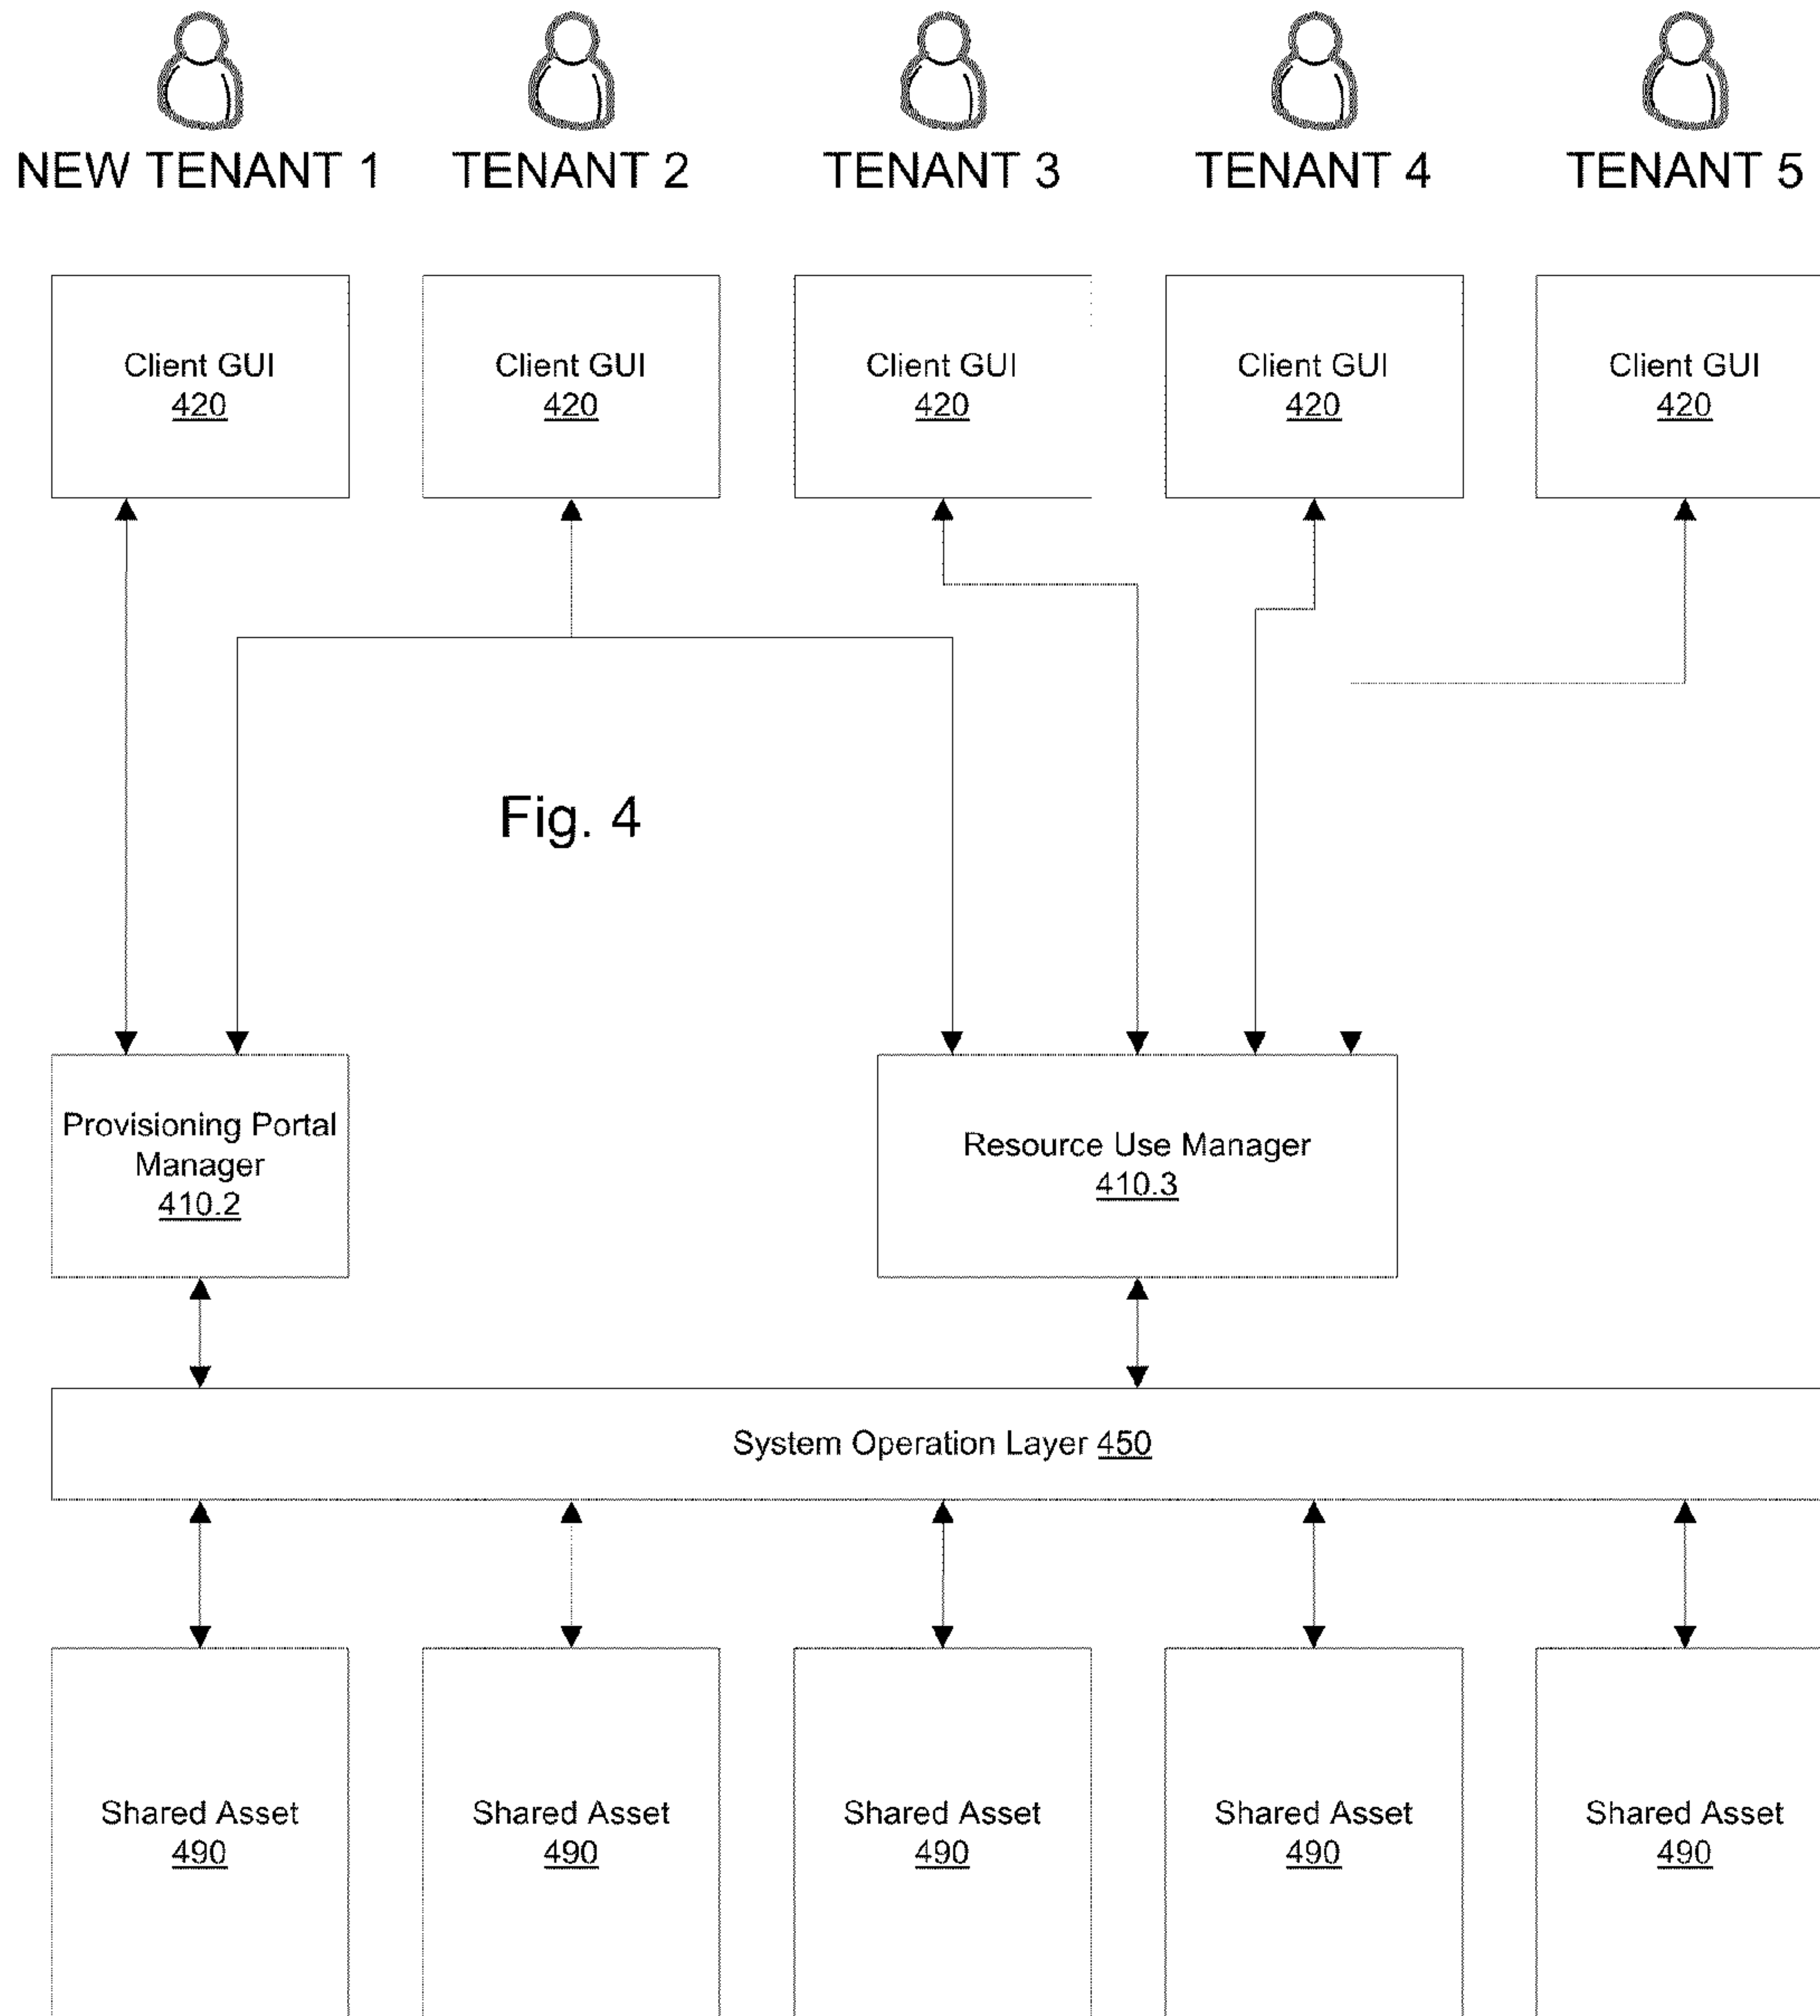 NEW TENANT 1
TENANT 2
TENANT 3
TENANT 4
TENANT 5
Client GUI
420
Client GUI
420
Client GUI
420
Client GUI
420
Client GUI
420
Fig. 4
Provisioning Portal
Manager
410.2
Resource Use Manager
410.3
System Operation Layer 450
Shared Asset
490
Shared Asset
490
Shared Asset
490
Shared Asset
490
Shared Asset
490